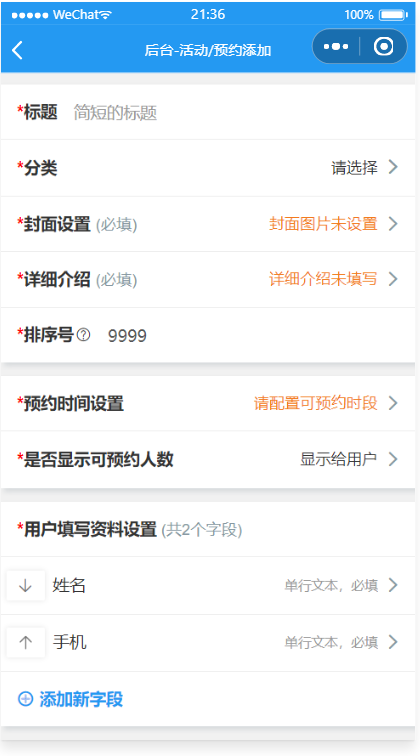 WeChat 21:36 100%
后台-活动/预约添加
*标题 简短的标题
*分类 请选择
*封面设置 (必填) 封面图片未设置
*详细介绍 (必填) 详细介绍未填写
*排序号? 9999
*预约时间设置 请配置可预约时段
*是否显示可预约人数 显示给用户
*用户填写资料设置 (共2个字段)
姓名 单行文本，必填
手机 单行文本，必填
添加新字段